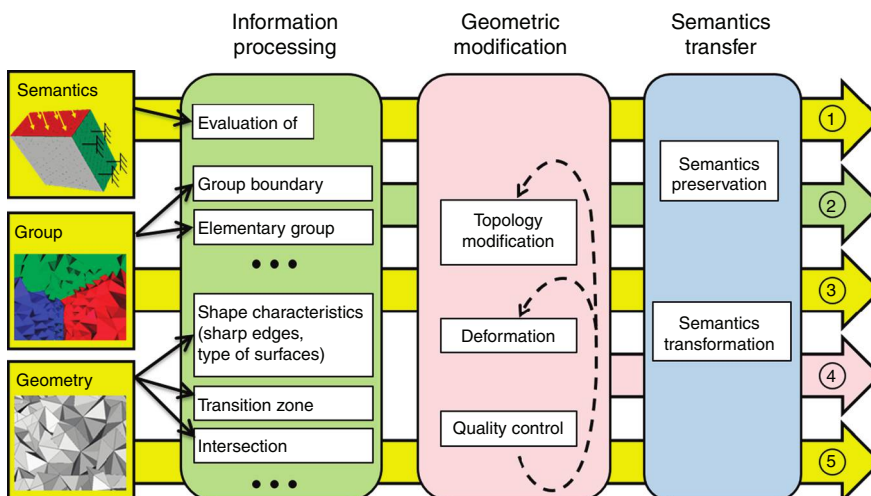 Information
processing
Geometric
modification
Semantics
transfer
Semantics
Evaluation of
Group boundary
Elementary group
Group
Shape characteristics
(sharp edges,
type of surfaces)
Geometry
Transition zone
Intersection
Topology
modification
Deformation
Quality control
Semantics
preservation
Semantics
transformation
1
2
3
4
5